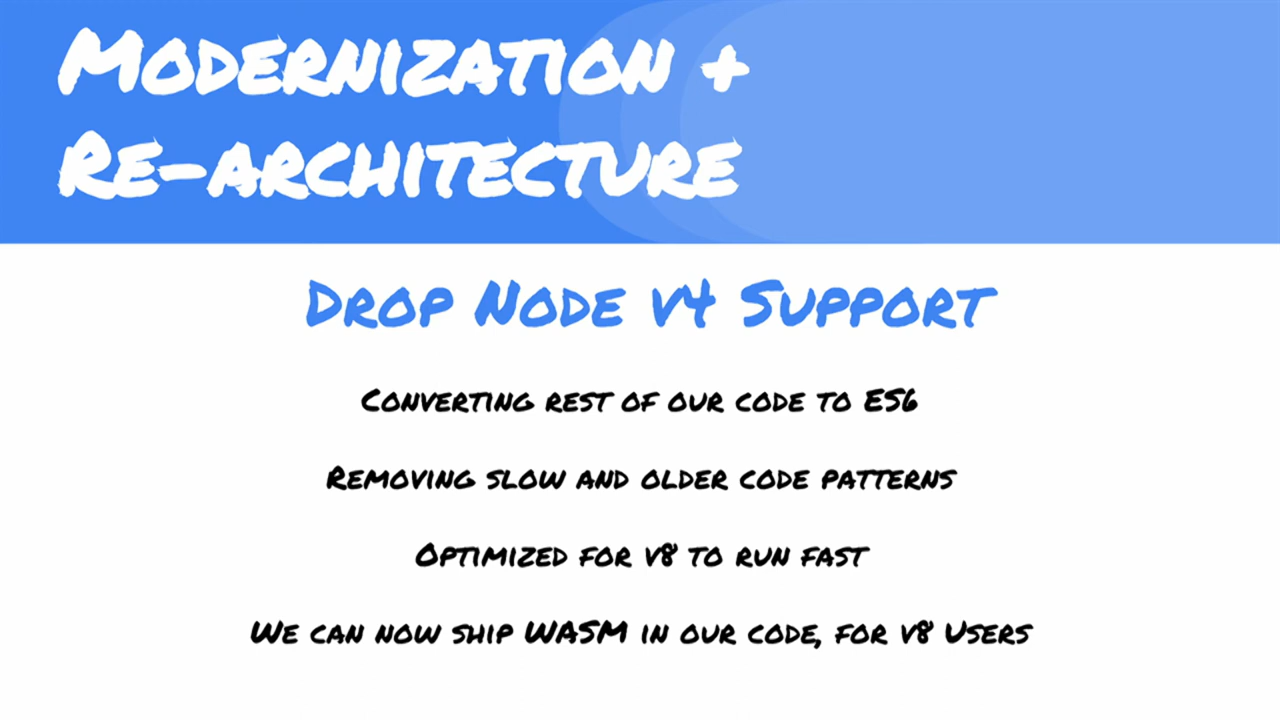 Modernization +
Re-architecture
Drop Node v4 Support
Converting rest of our code to ES6
Removing slow and older code patterns
Optimized for v8 to run fast
We can now ship WASM in our code, for v8 Users